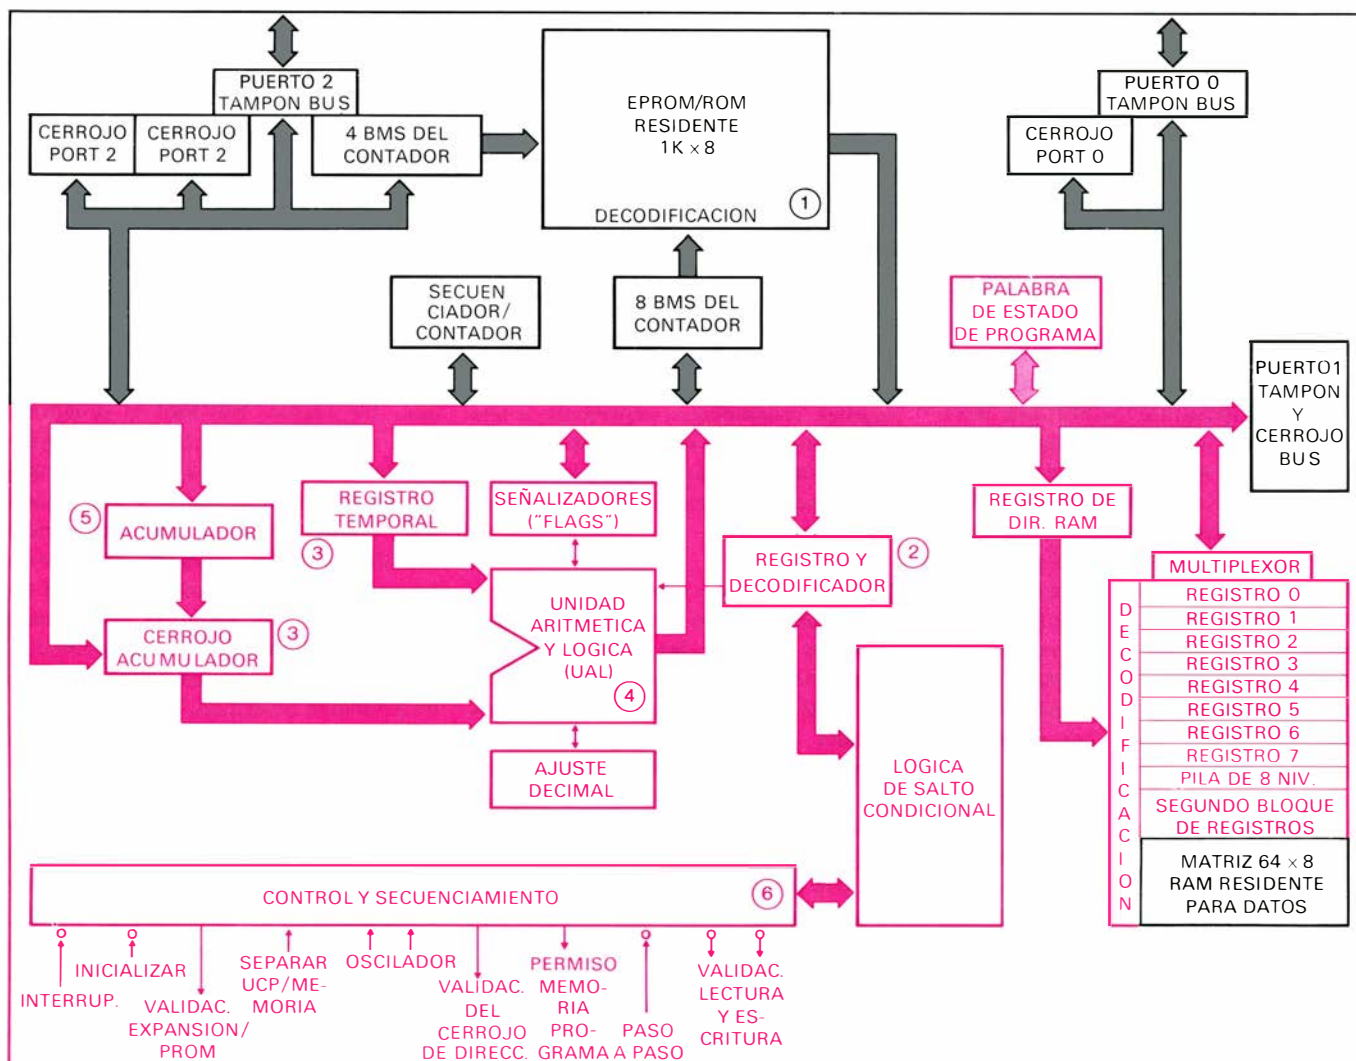 PUERTO 2
TAMPON BUS
CERROJO
PORT 2
CERROJO
PORT 2
4 BMS DEL
CONTADOR
EPROM/ROM
RESIDENTE
1K × 8
DECODIFICACION
1
PUERTO 0
TAMPON BUS
CERROJO
PORT 0
SECUEN
CIADOR/
CONTADOR
8 BMS DEL
CONTADOR
PALABRA
DE ESTADO
DE PROGRAMA
PUERTO1
TAMPON
Y
CERROJO
BUS
5
ACUMULADOR
REGISTRO
TEMPORAL
3
SEÑALIZADORES
("FLAGS")
REGISTRO Y
DECODIFICADOR
2
REGISTRO DE
DIR. RAM
CERROJO
ACUMULADOR
3
UNIDAD
ARITMETICA
Y LOGICA
(UAL)
4
AJUSTE
DECIMAL
LOGICA
DE SALTO
CONDICIONAL
MULTIPLEXOR
DECODIFICACION
REGISTRO 0
REGISTRO 1
REGISTRO 2
REGISTRO 3
REGISTRO 4
REGISTRO 5
REGISTRO 6
REGISTRO 7
PILA DE 8 NIV.
SEGUNDO BLOQUE
DE REGISTROS
MATRIZ 64 × 8
RAM RESIDENTE
PARA DATOS
CONTROL Y SECUENCIAMIENTO
6
INTERRUP.
INICIALIZAR
VALIDAC.
EXPANSION/
PROM
SEPARAR
UCP/ME-
MORIA
OSCILADOR
VALIDAC.
DEL
CERROJO
DE DIRECC.
PERMISO
MEMO-
RIA
PRO-
GRAMA
PASO
A PASO
VALIDAC.
LECTURA
Y ES-
CRITURA